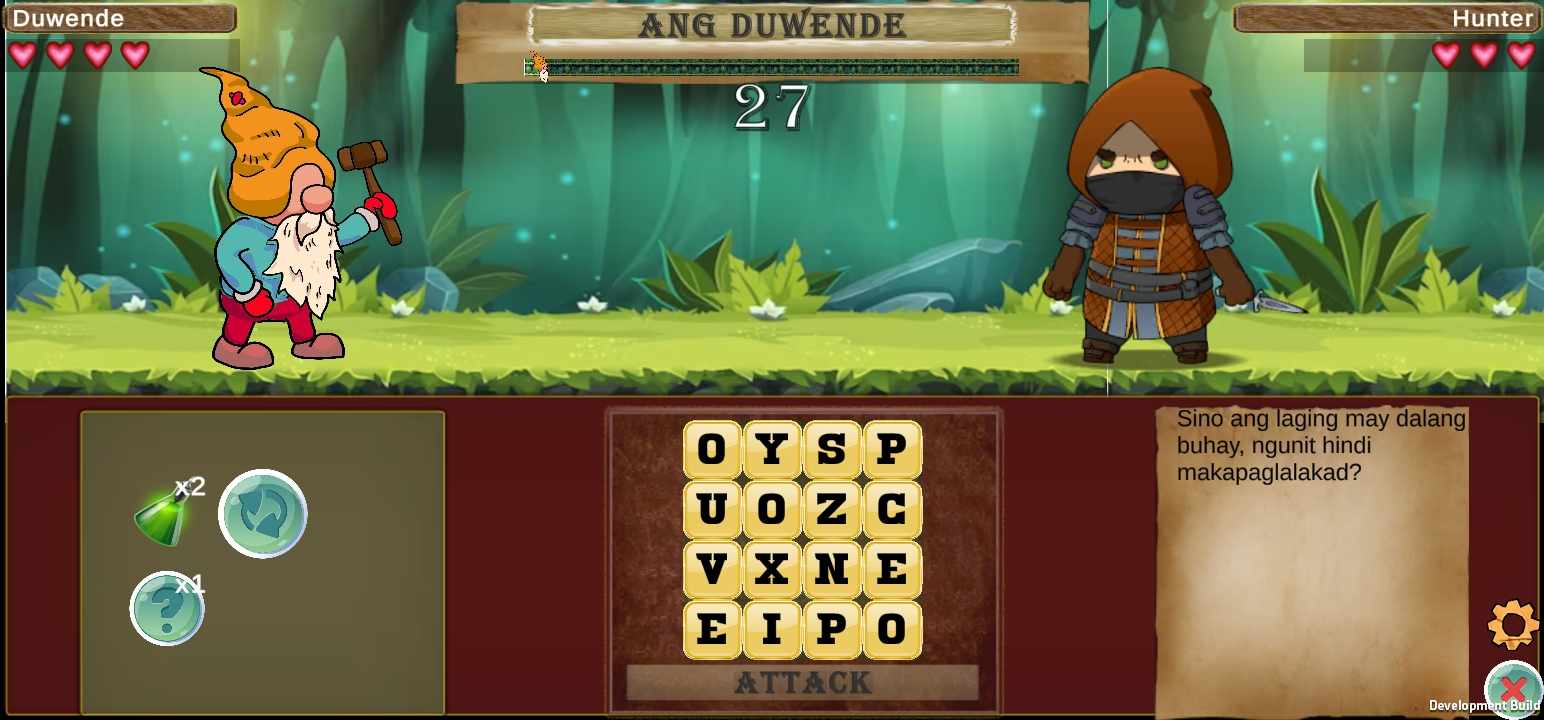 Duwende
ANG DUWENDE
Hunter
27
x2
x1
O Y S P
U O Z C
V X N E
E I P O
ATTACK
Sino ang laging may dalang
buhay, ngunit hindi
makapaglalakad?
Development Build